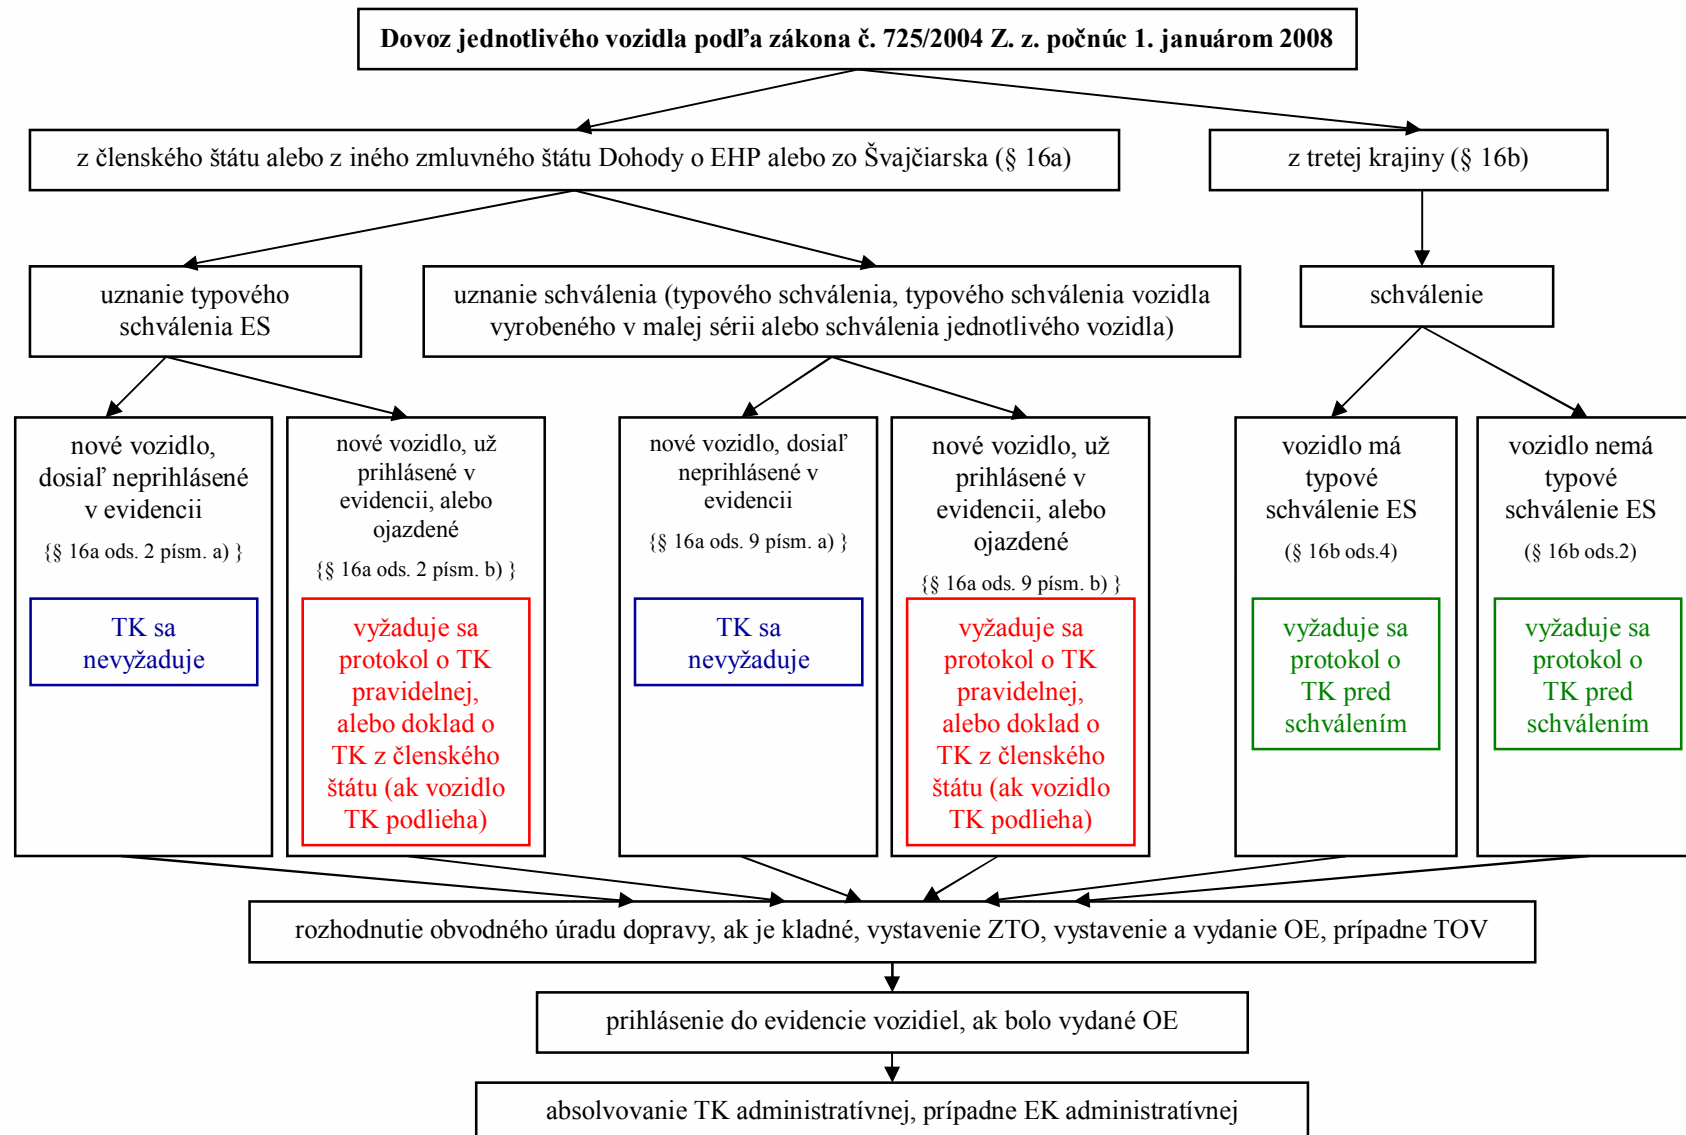 Dovoz jednotlivého vozidla podľa zákona č. 725/2004 Z. z. počnúc 1. januárom 2008
z členského štátu alebo z iného zmluvného štátu Dohody o EHP alebo zo Švajčiarska (§ 16a)
z tretej krajiny (§ 16b)
uznanie typového
schválenia ES
uznanie schválenia (typového schválenia, typového schválenia vozidla
vyrobeného v malej sérii alebo schválenia jednotlivého vozidla)
schválenie
nové vozidlo,
dosiaľ neprihlásené
v evidencii
{§ 16a ods. 2 písm. a) }
TK sa
nevyžaduje
nové vozidlo, už
prihlásené v
evidencii, alebo
ojazdené
{§ 16a ods. 2 písm. b) }
vyžaduje sa
protokol o TK
pravidelnej,
alebo doklad o
TK z členského
štátu (ak vozidlo
TK podlieha)
nové vozidlo, dosiaľ
neprihlásené v
evidencii
{§ 16a ods. 9 písm. a) }
TK sa
nevyžaduje
nové vozidlo, už
prihlásené v
evidencii, alebo
ojazdené
{§ 16a ods. 9 písm. b) }
vyžaduje sa
protokol o TK
pravidelnej,
alebo doklad o
TK z členského
štátu (ak vozidlo
TK podlieha)
vozidlo má
typové
schválenie ES
(§ 16b ods.4)
vyžaduje sa
protokol o
TK pred
schválením
vozidlo nemá
typové
schválenie ES
(§ 16b ods.2)
vyžaduje sa
protokol o
TK pred
schválením
rozhodnutie obvodného úradu dopravy, ak je kladné, vystavenie ZTO, vystavenie a vydanie OE, prípadne TOV
prihlásenie do evidencie vozidiel, ak bolo vydané OE
absolvovanie TK administratívnej, prípadne EK administratívnej